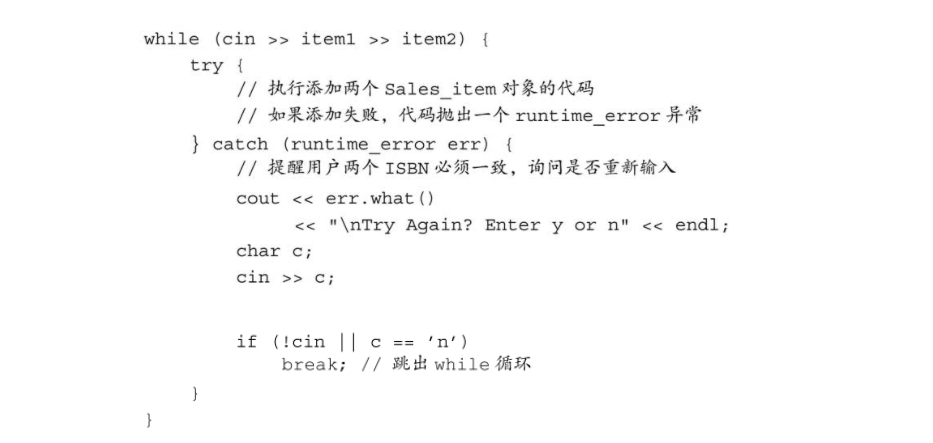 while (cin >> item1 >> item2) {
    try {
        // 执行添加两个 Sales_item 对象的代码
        // 如果添加失败，代码抛出一个 runtime_error 异常
    } catch (runtime_error err) {
        // 提醒用户两个 ISBN 必须一致，询问是否重新输入
        cout << err.what()
             << "\nTry Again? Enter y or n" << endl;
        char c;
        cin >> c;
        if (!cin || c == 'n')
            break; // 跳出 while 循环
    }
}